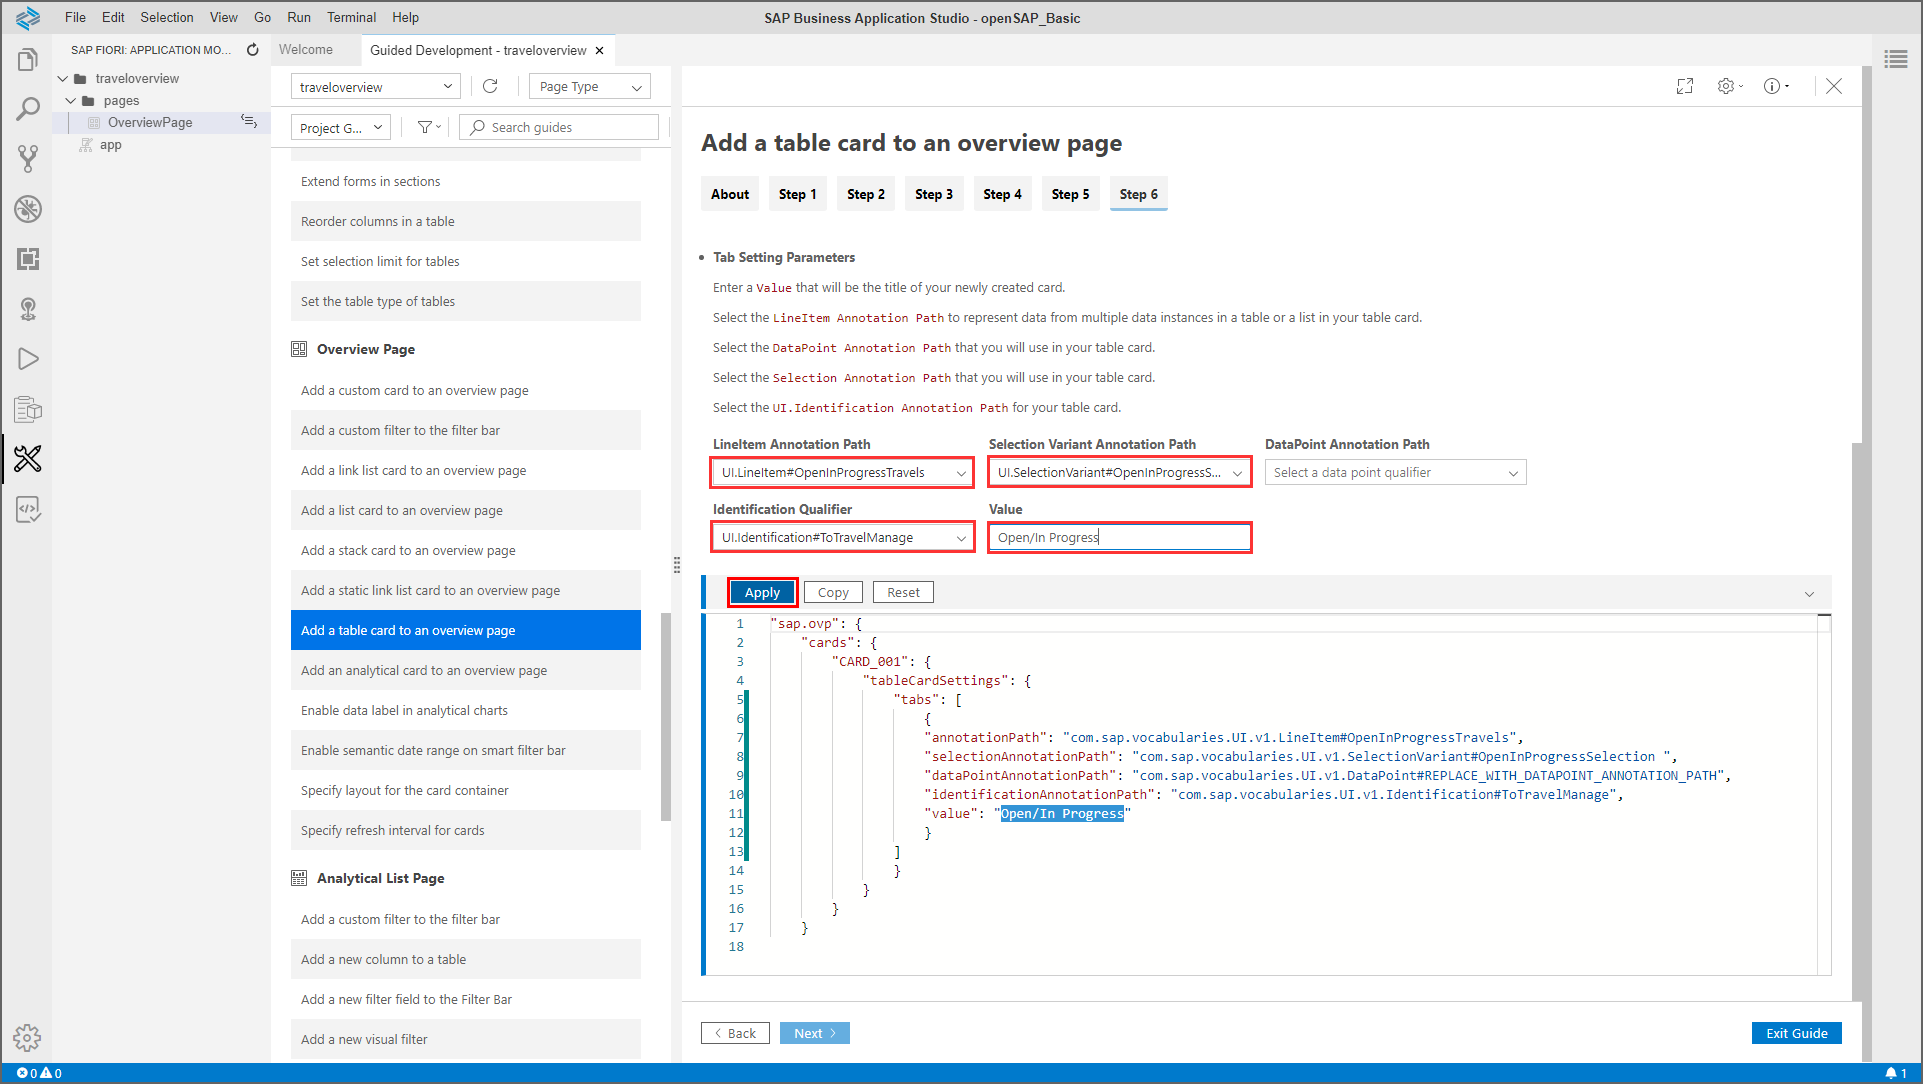 File Edit Selection View Go Run Terminal Help
SAP Business Application Studio - openSAP_Basic
SAP FIORI: APPLICATION MO...
traveloverview
pages
OverviewPage
app
Welcome
Guided Development - traveloverview
traveloverview
Page Type
Project G...
Search guides
Extend forms in sections
Reorder columns in a table
Set selection limit for tables
Set the table type of tables
Overview Page
Add a custom card to an overview page
Add a custom filter to the filter bar
Add a link list card to an overview page
Add a list card to an overview page
Add a stack card to an overview page
Add a static link list card to an overview page
Add a table card to an overview page
Add an analytical card to an overview page
Enable data label in analytical charts
Enable semantic date range on smart filter bar
Specify layout for the card container
Specify refresh interval for cards
Analytical List Page
Add a custom filter to the filter bar
Add a new column to a table
Add a new filter field to the Filter Bar
Add a new visual filter
Add a table card to an overview page
About Step 1 Step 2 Step 3 Step 4 Step 5 Step 6
• Tab Setting Parameters
Enter a Value that will be the title of your newly created card.
Select the LineItem Annotation Path to represent data from multiple data instances in a table or a list in your table card.
Select the DataPoint Annotation Path that you will use in your table card.
Select the Selection Annotation Path that you will use in your table card.
Select the UI.Identification Annotation Path for your table card.
LineItem Annotation Path Selection Variant Annotation Path DataPoint Annotation Path
UI.LineItem#OpenInProgressTravels UI.SelectionVariant#OpenInProgressS... Select a data point qualifier
Identification Qualifier Value
UI.Identification#ToTravelManage Open/In Progress
Apply Copy Reset
1 "sap.ovp": {
2 "cards": {
3 "CARD_001": {
4 "tableCardSettings": {
5 "tabs": [
6 {
7 "annotationPath": "com.sap.vocabularies.UI.v1.LineItem#OpenInProgressTravels",
8 "selectionAnnotationPath": "com.sap.vocabularies.UI.v1.SelectionVariant#OpenInProgressSelection ",
9 "dataPointAnnotationPath": "com.sap.vocabularies.UI.v1.DataPoint#REPLACE_WITH_DATAPOINT_ANNOTATION_PATH",
10 "identificationAnnotationPath": "com.sap.vocabularies.UI.v1.Identification#ToTravelManage",
11 "value": "Open/In Progress"
12 }
13 ]
14 }
15 }
16 }
17 }
18
Back Next Exit Guide
0 0 1